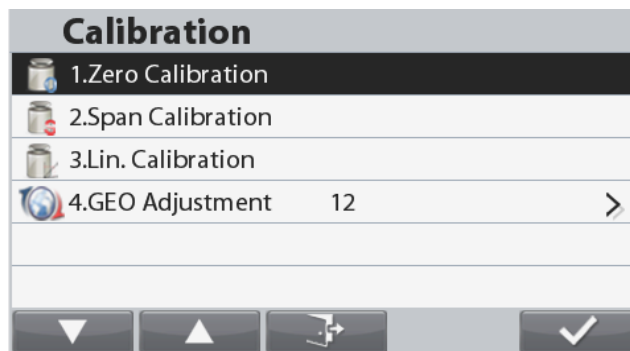 Calibration
1.Zero Calibration
2.Span Calibration
3.Lin. Calibration
4.GEO Adjustment 12